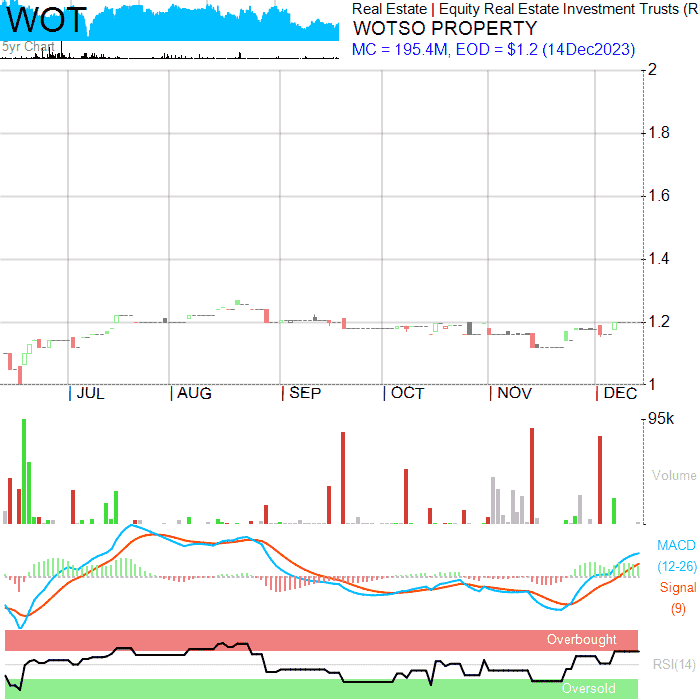 WOT
5yr Chart
Real Estate | Equity Real Estate Investment Trusts (R
WOTSO PROPERTY
MC = 195.4M, EOD = $1.2 (14Dec2023)
2
1.8
1.6
1.4
1.2
1
JUL AUG SEP OCT NOV DEC
95k
Volume
MACD
(12-26)
Signal
(9)
Overbought
RSI(14)
Oversold